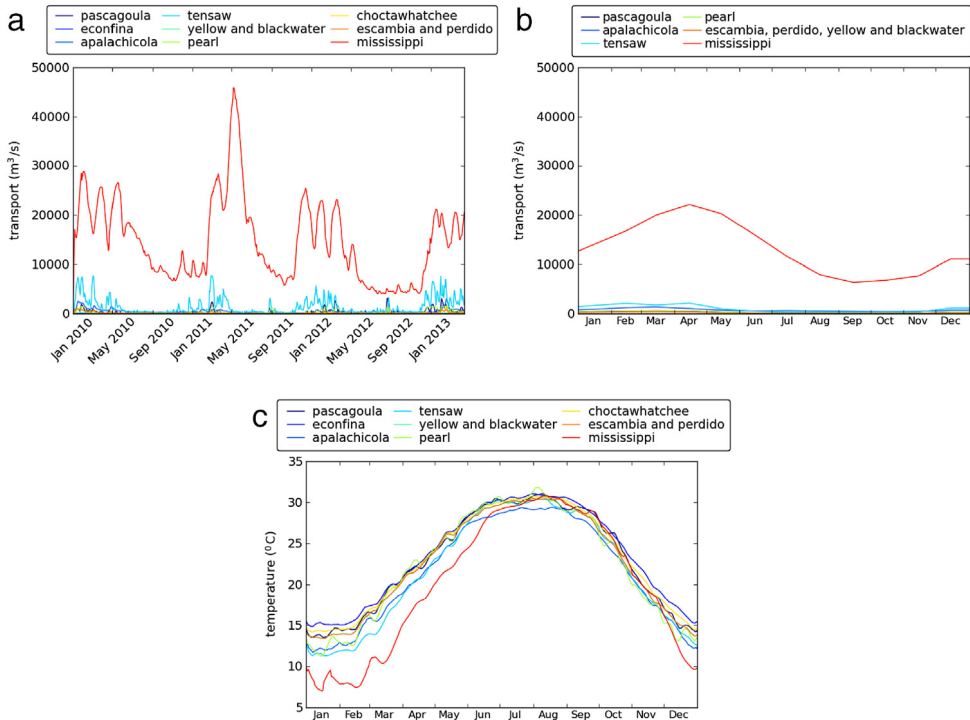 a
pascagoula tensaw choctawhatchee
econfina yellow and blackwater escambia and perdido
apalachicola pearl mississippi
50000
40000
30000
20000
10000
0
transport (m³/s)
Jan 2010 May 2010 Sep 2010 Jan 2011 May 2011 Sep 2011 Jan 2012 May 2012 Sep 2012 Jan 2013
b
pascagoula pearl
apalachicola escambia, perdido, yellow and blackwater
tensaw mississippi
50000
40000
30000
20000
10000
0
transport (m³/s)
Jan Feb Mar Apr May Jun Jul Aug Sep Oct Nov Dec
c
pascagoula tensaw choctawhatchee
econfina yellow and blackwater escambia and perdido
apalachicola pearl mississippi
35
30
25
20
15
10
5
temperature (⁰C)
Jan Feb Mar Apr May Jun Jul Aug Sep Oct Nov Dec